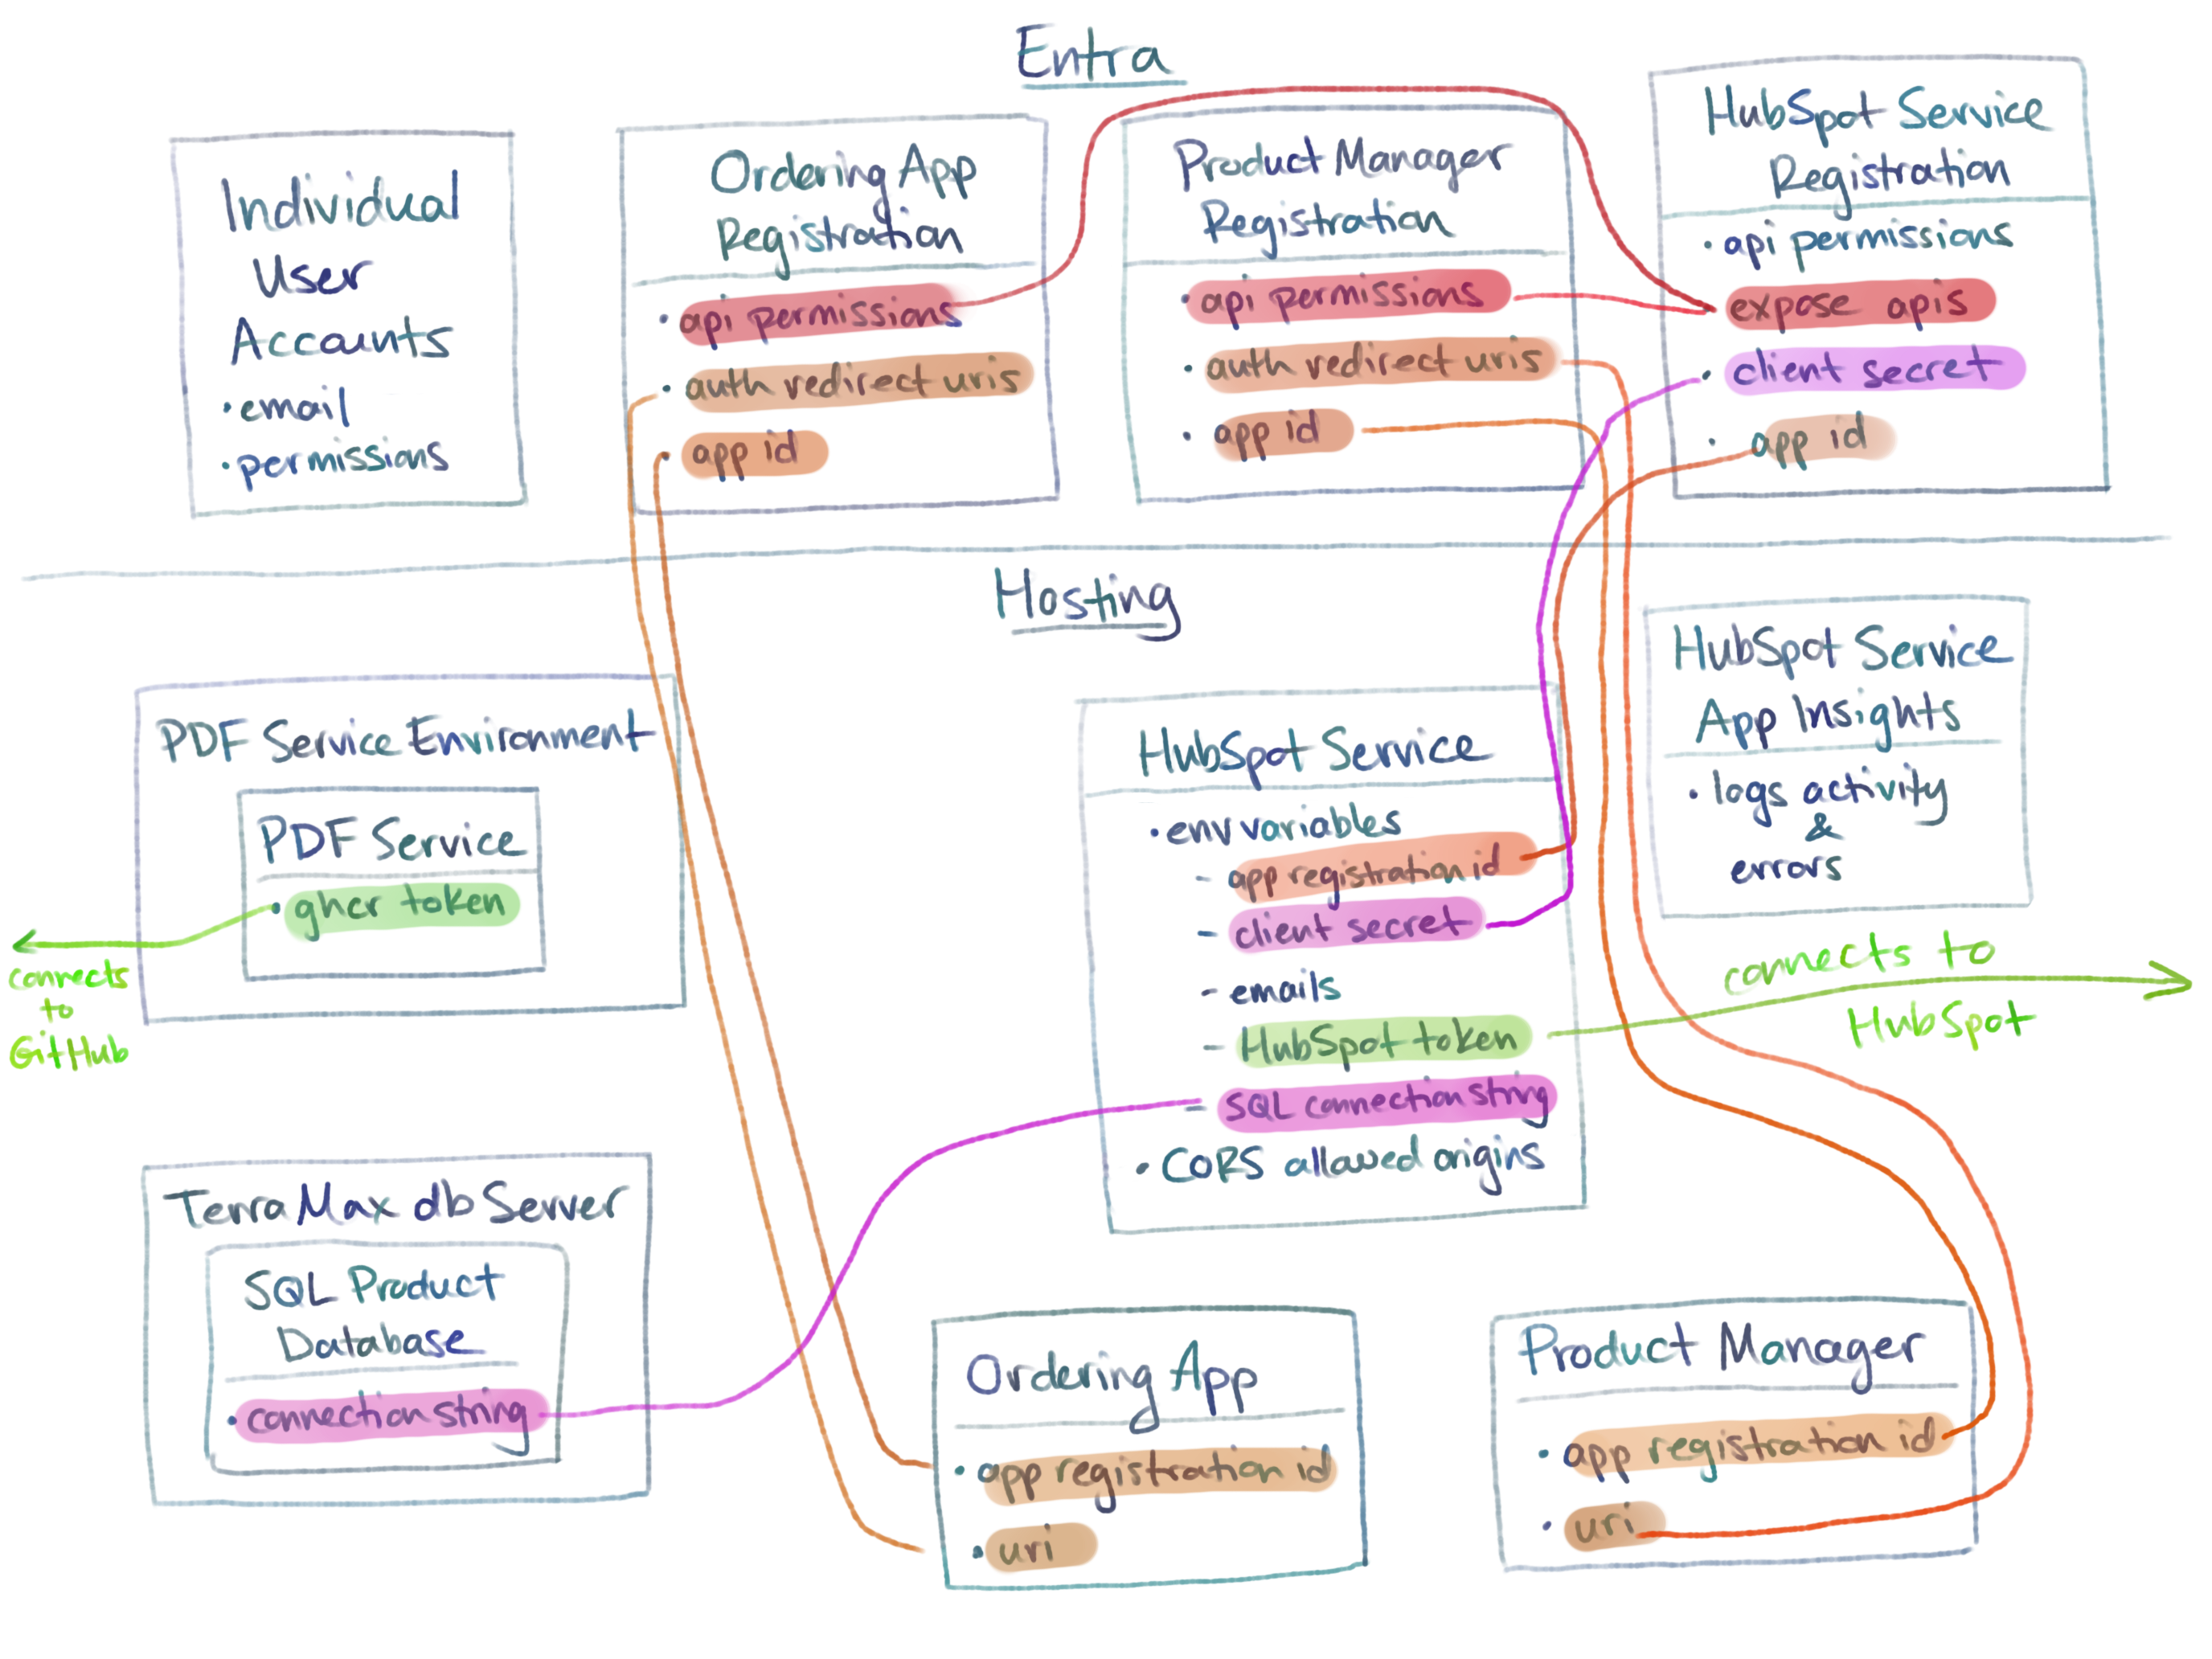 Entra
Individual
User
Accounts
• email
• permissions
Ordering App
Registration
• api permissions
• auth redirect uris
• app id
Product Manager
Registration
• api permissions
• auth redirect uris
• app id
HubSpot Service
Registration
• api permissions
expose apis
• client secret
• app id
Hosting
PDF Service Environment
PDF Service
• ghcr token
connects
to
GitHub
HubSpot Service
• env variables
- app registration id
- client secret
- emails
- HubSpot token
- SQL connection string
• CORS allowed origins
HubSpot Service
App Insights
• logs activity
&
errors
connects to
HubSpot
TerraMax db Server
SQL Product
Database
• connection string
Ordering App
• app registration id
• uri
Product Manager
• app registration id
• uri